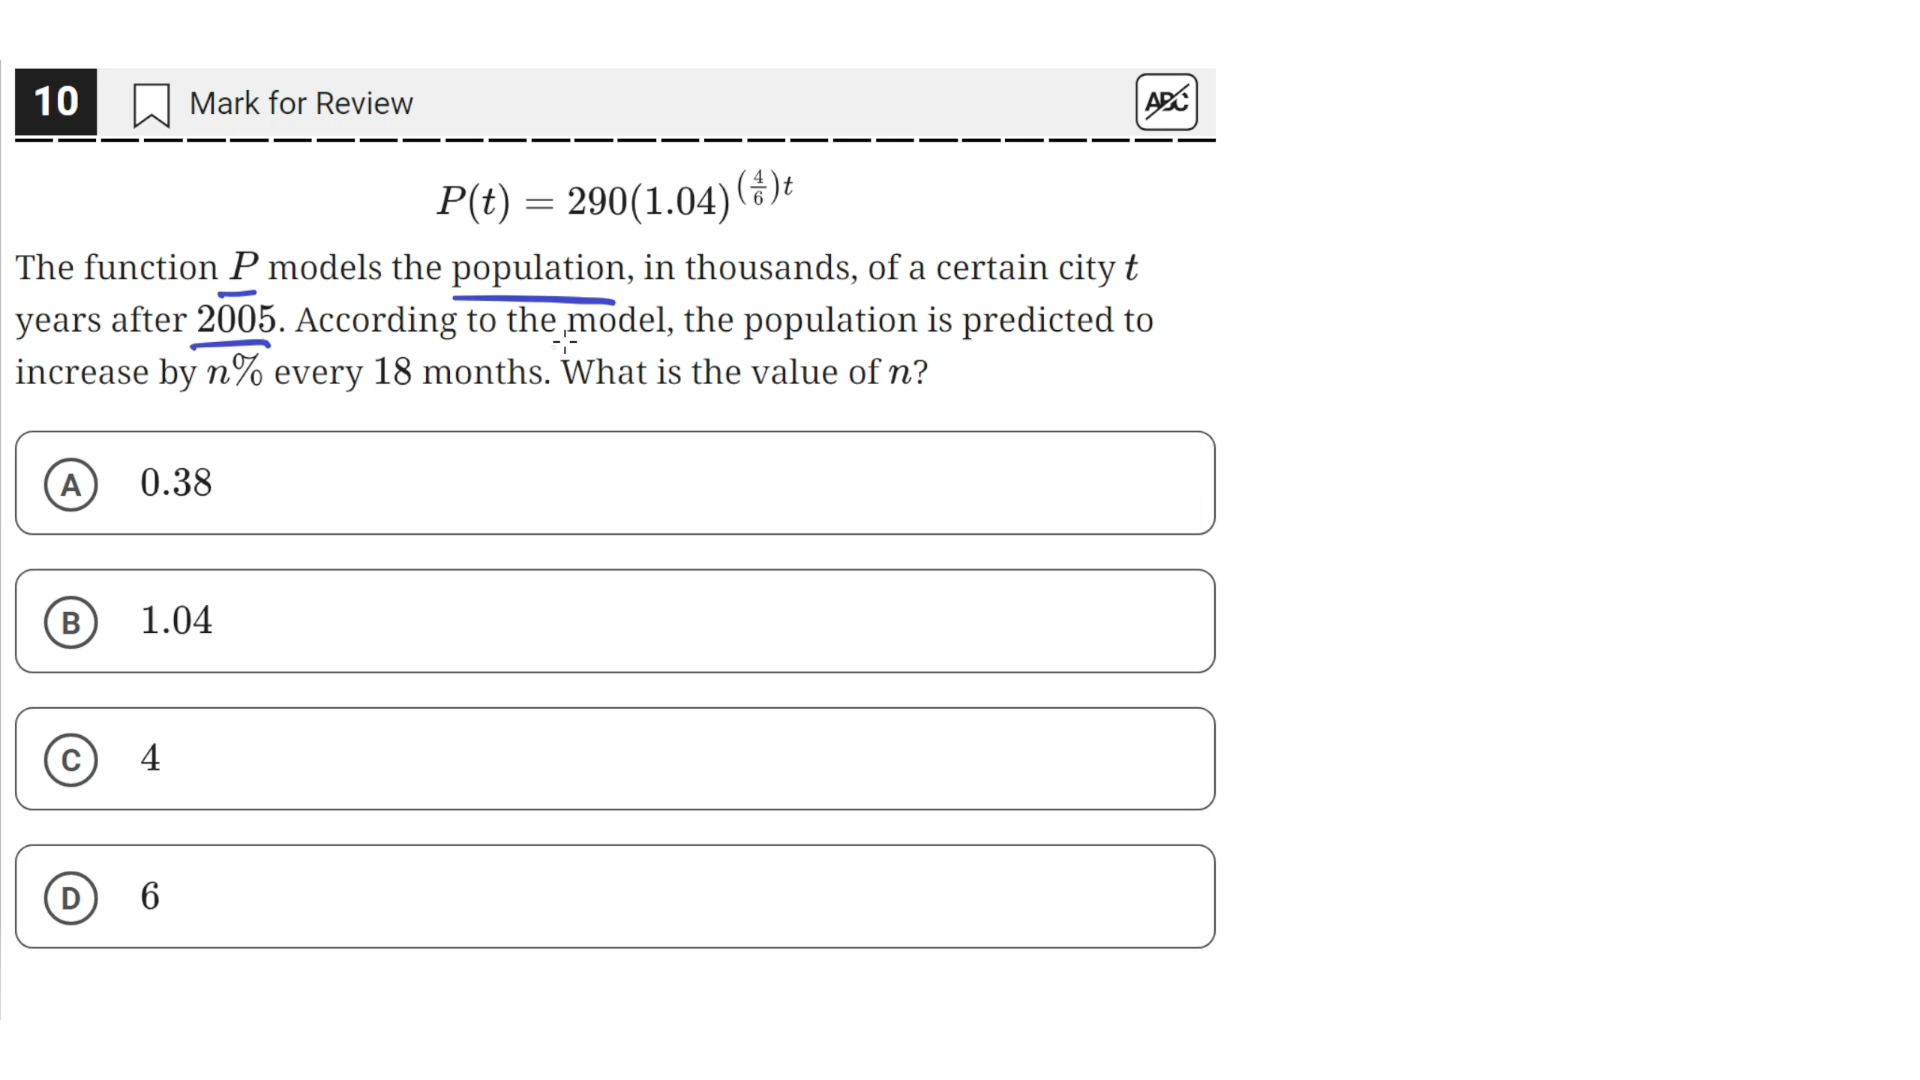 10 Mark for Review ABC
P(t) = 290(1.04)^(4/6)t
The function P models the population, in thousands, of a certain city t
years after 2005. According to the model, the population is predicted to
increase by n% every 18 months. What is the value of n?
A 0.38
B 1.04
C 4
D 6